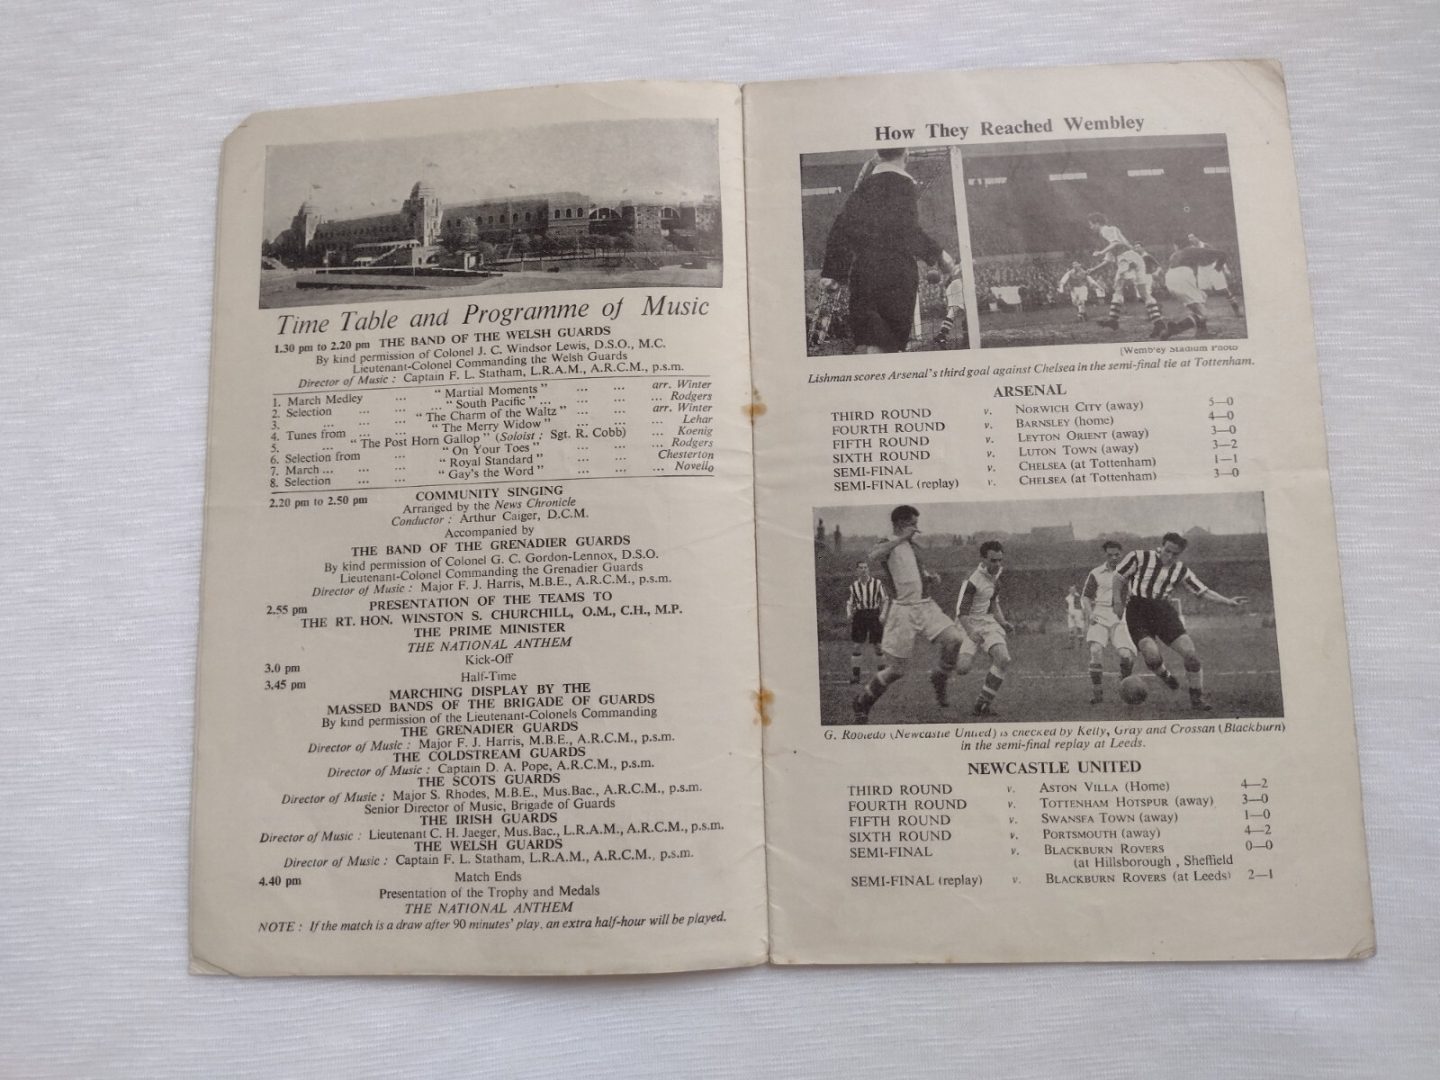 Time Table and Programme of Music
1.30 pm to 2.20 pm THE BAND OF THE WELSH GUARDS
By kind permission of Colonel J. C. Windsor Lewis, D.S.O., M.C.
Lieutenant-Colonel Commanding the Welsh Guards
Director of Music : Captain F. L. Statham, L.R.A.M., A.R.C.M., p.s.m.
1. March Medley ... "Martial Moments" ... ... arr. Winter
2. Selection ... ... ... "South Pacific" ... ... ... Rodgers
3. ... ... ... "The Charm of the Waltz" ... ... arr. Winter
4. Tunes from ... ... "The Merry Widow" ... ... Lehar
5. ... "The Post Horn Gallop" (Soloist : Sgt. R. Cobb) ... Koenig
6. Selection from ... "On Your Toes" ... ... ... Rodgers
7. March ... ... ... "Royal Standard" ... ... Chesterton
8. Selection ... ... "Gay's the Word" ... ... ... Novello
2.20 pm to 2.50 pm COMMUNITY SINGING
Arranged by the News Chronicle
Conductor : Arthur Caiger, D.C.M.
Accompanied by
THE BAND OF THE GRENADIER GUARDS
By kind permission of Colonel G. C. Gordon-Lennox, D.S.O.
Lieutenant-Colonel Commanding the Grenadier Guards
Director of Music : Major F. J. Harris, M.B.E., A.R.C.M., p.s.m.
2.55 pm PRESENTATION OF THE TEAMS TO
THE RT. HON. WINSTON S. CHURCHILL, O.M., C.H., M.P.
THE PRIME MINISTER
THE NATIONAL ANTHEM
3.0 pm Kick-Off
3.45 pm Half-Time
MARCHING DISPLAY BY THE
MASSED BANDS OF THE BRIGADE OF GUARDS
By kind permission of the Lieutenant-Colonels Commanding
THE GRENADIER GUARDS
Director of Music : Major F. J. Harris, M.B.E., A.R.C.M., p.s.m.
THE COLDSTREAM GUARDS
Director of Music : Captain D. A. Pope, A.R.C.M., p.s.m.
THE SCOTS GUARDS
Director of Music : Major S. Rhodes, M.B.E., Mus.Bac., A.R.C.M., p.s.m.
Senior Director of Music, Brigade of Guards
THE IRISH GUARDS
Director of Music : Lieutenant C. H. Jaeger, Mus.Bac., L.R.A.M., A.R.C.M., p.s.m.
THE WELSH GUARDS
Director of Music : Captain F. L. Statham, L.R.A.M., A.R.C.M., p.s.m.
4.40 pm Match Ends
Presentation of the Trophy and Medals
THE NATIONAL ANTHEM
NOTE : If the match is a draw after 90 minutes' play, an extra half-hour will be played.
How They Reached Wembley
[Wembley Stadium Photo
Lishman scores Arsenal's third goal against Chelsea in the semi-final tie at Tottenham.
ARSENAL
THIRD ROUND v. NORWICH CITY (away) 5—0
FOURTH ROUND v. BARNSLEY (home) 4—0
FIFTH ROUND v. LEYTON ORIENT (away) 3—0
SIXTH ROUND v. LUTON TOWN (away) 3—2
SEMI-FINAL v. CHELSEA (at Tottenham) 1—1
SEMI-FINAL (replay) v. CHELSEA (at Tottenham) 3—0
G. Robledo (Newcastle United) is checked by Kelly, Gray and Crossan (Blackburn)
in the semi-final replay at Leeds.
NEWCASTLE UNITED
THIRD ROUND v. ASTON VILLA (Home) 4—2
FOURTH ROUND v. TOTTENHAM HOTSPUR (away) 3—0
FIFTH ROUND v. SWANSEA TOWN (away) 1—0
SIXTH ROUND v. PORTSMOUTH (away) 4—2
SEMI-FINAL v. BLACKBURN ROVERS 0—0
(at Hillsborough , Sheffield
SEMI-FINAL (replay) v. BLACKBURN ROVERS (at Leeds) 2—1